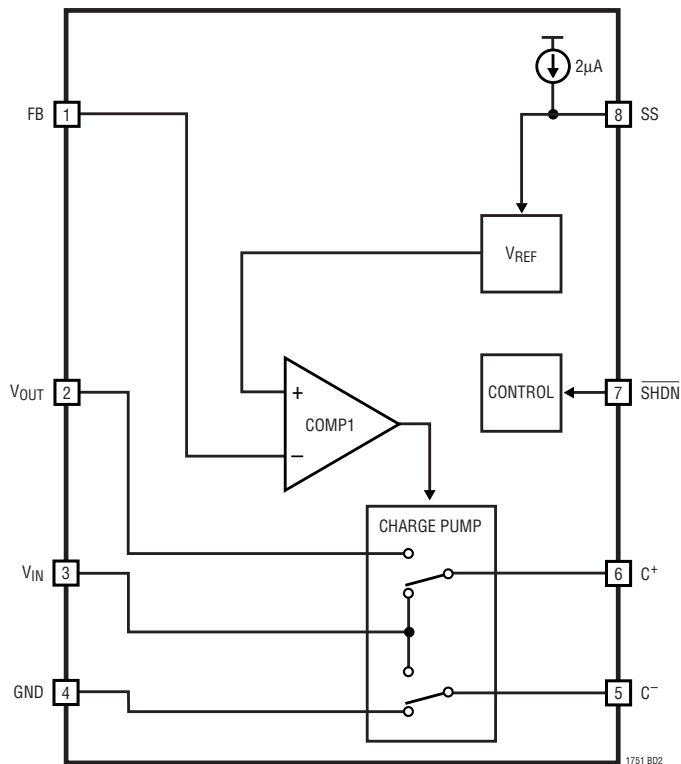 2µA
FB 1
8 SS
VREF
VOUT 2
+
COMP1
−
CONTROL
7 SHDN
CHARGE PUMP
VIN 3
6 C+
GND 4
5 C−
1751 BD2